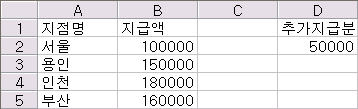 A B C D
1 지점명 지급액 추가지급분
2 서울 100000 50000
3 용인 150000
4 인천 180000
5 부산 160000